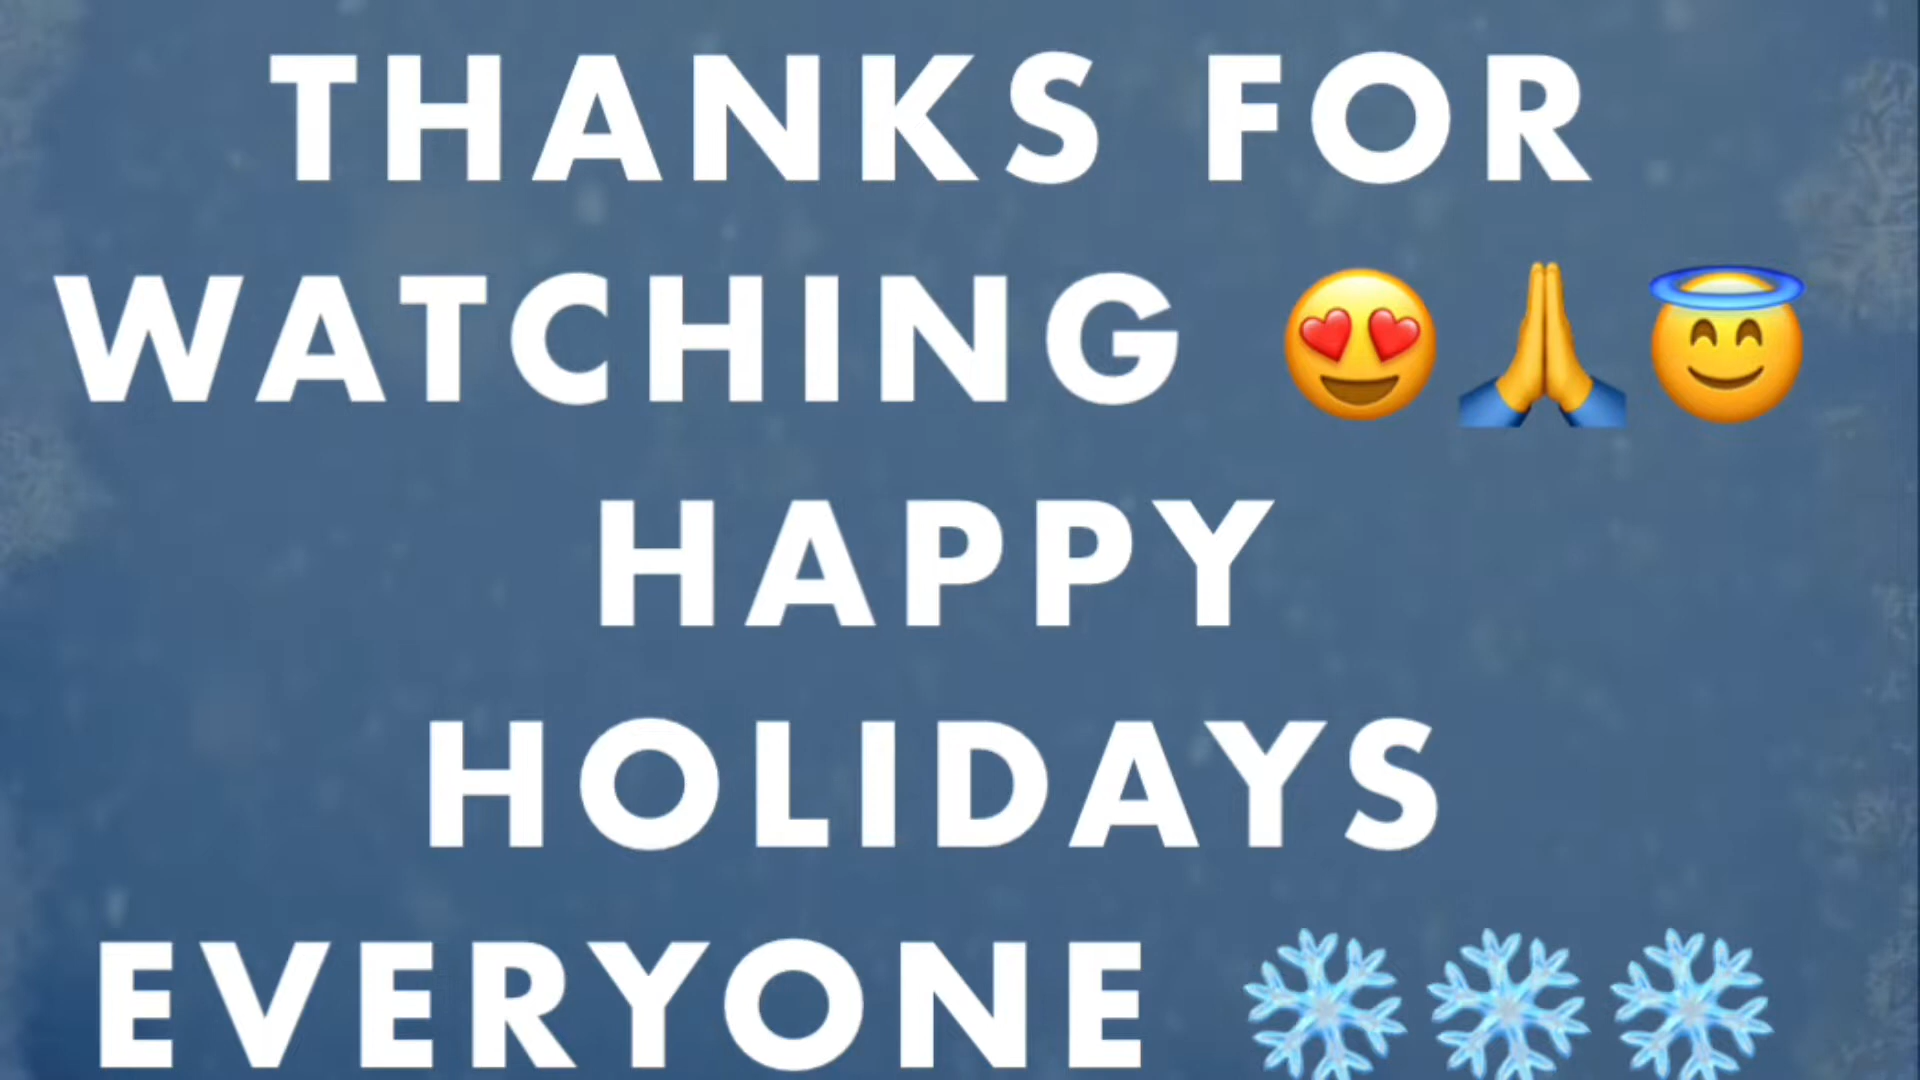 THANKS FOR
WATCHING 😍🙏😇
HAPPY
HOLIDAYS
EVERYONE ❄️❄️❄️